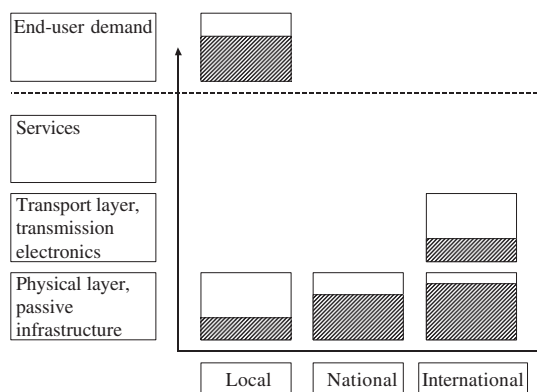 End-user demand
Services
Transport layer,
transmission
electronics
Physical layer,
passive
infrastructure
Local
National
International